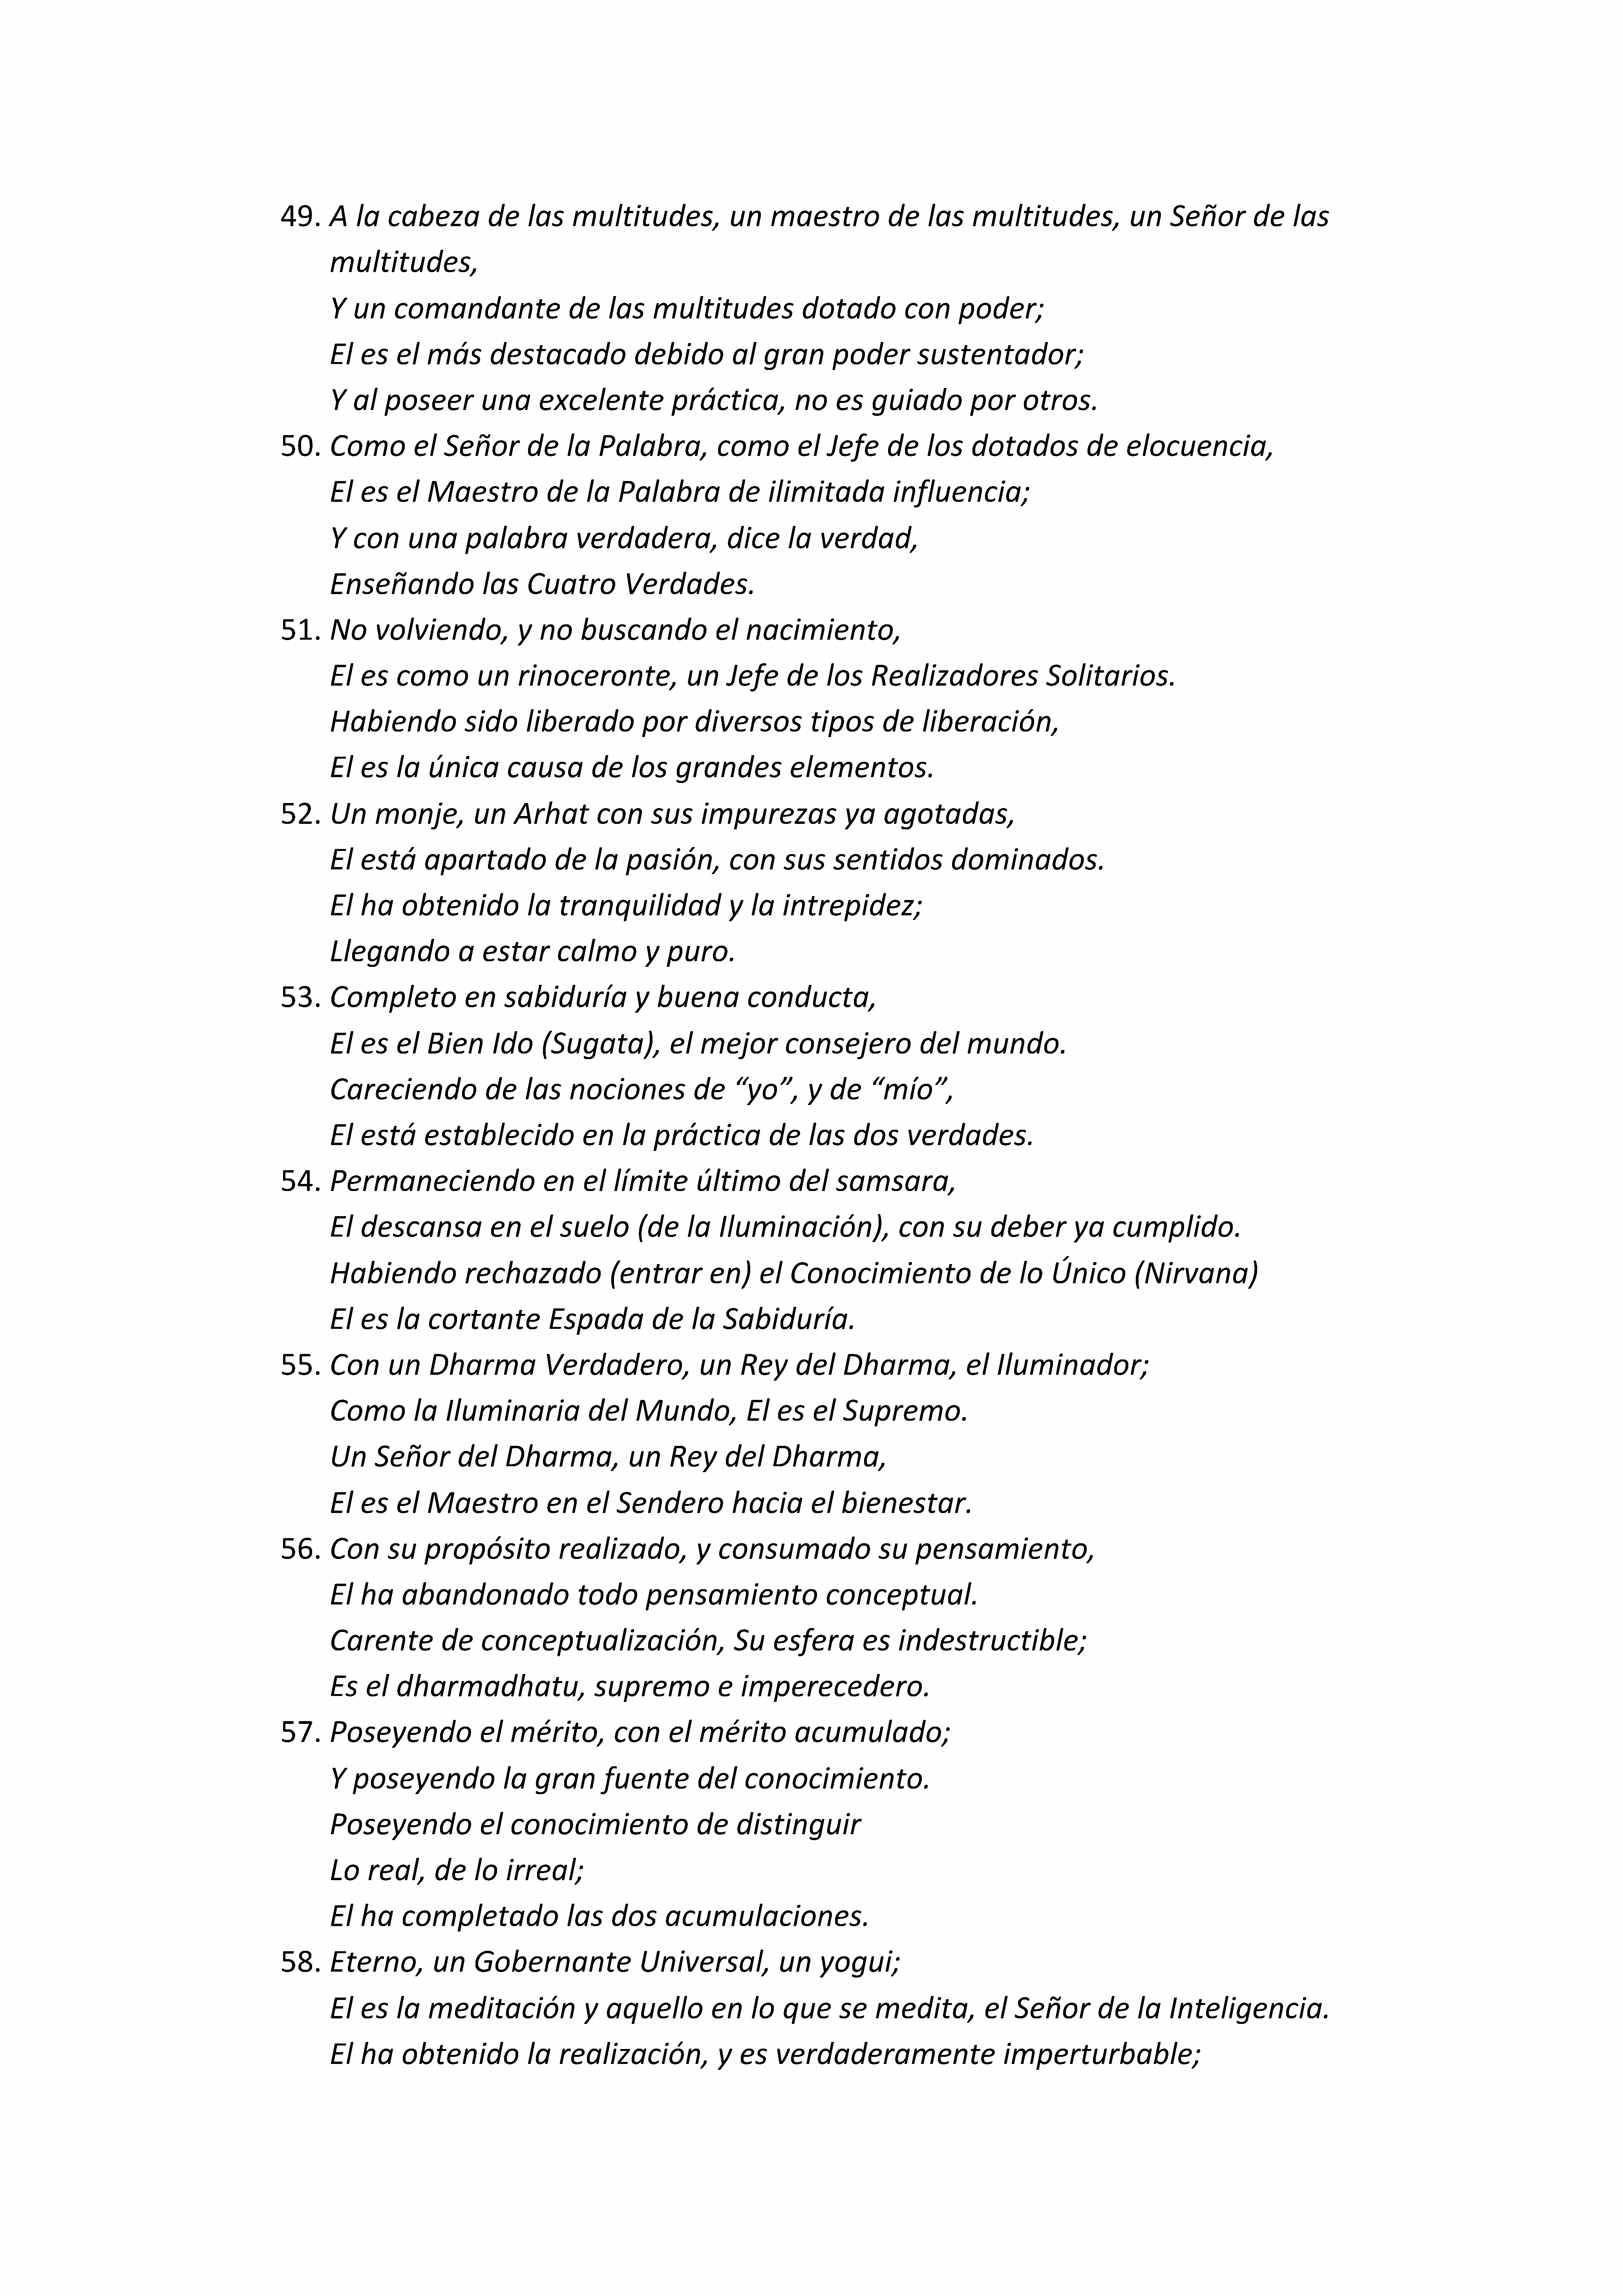 49. A la cabeza de las multitudes, un maestro de las multitudes, un Señor de las
multitudes,
Y un comandante de las multitudes dotado con poder;
El es el más destacado debido al gran poder sustentador;
Y al poseer una excelente práctica, no es guiado por otros.
50. Como el Señor de la Palabra, como el Jefe de los dotados de elocuencia,
El es el Maestro de la Palabra de ilimitada influencia;
Y con una palabra verdadera, dice la verdad,
Enseñando las Cuatro Verdades.
51. No volviendo, y no buscando el nacimiento,
El es como un rinoceronte, un Jefe de los Realizadores Solitarios.
Habiendo sido liberado por diversos tipos de liberación,
El es la única causa de los grandes elementos.
52. Un monje, un Arhat con sus impurezas ya agotadas,
El está apartado de la pasión, con sus sentidos dominados.
El ha obtenido la tranquilidad y la intrepidez;
Llegando a estar calmo y puro.
53. Completo en sabiduría y buena conducta,
El es el Bien Ido (Sugata), el mejor consejero del mundo.
Careciendo de las nociones de “yo”, y de “mío”,
El está establecido en la práctica de las dos verdades.
54. Permaneciendo en el límite último del samsara,
El descansa en el suelo (de la Iluminación), con su deber ya cumplido.
Habiendo rechazado (entrar en) el Conocimiento de lo Único (Nirvana)
El es la cortante Espada de la Sabiduría.
55. Con un Dharma Verdadero, un Rey del Dharma, el Iluminador;
Como la Iluminaria del Mundo, El es el Supremo.
Un Señor del Dharma, un Rey del Dharma,
El es el Maestro en el Sendero hacia el bienestar.
56. Con su propósito realizado, y consumado su pensamiento,
El ha abandonado todo pensamiento conceptual.
Carente de conceptualización, Su esfera es indestructible;
Es el dharmadhatu, supremo e imperecedero.
57. Poseyendo el mérito, con el mérito acumulado;
Y poseyendo la gran fuente del conocimiento.
Poseyendo el conocimiento de distinguir
Lo real, de lo irreal;
El ha completado las dos acumulaciones.
58. Eterno, un Gobernante Universal, un yogui;
El es la meditación y aquello en lo que se medita, el Señor de la Inteligencia.
El ha obtenido la realización, y es verdaderamente imperturbable;